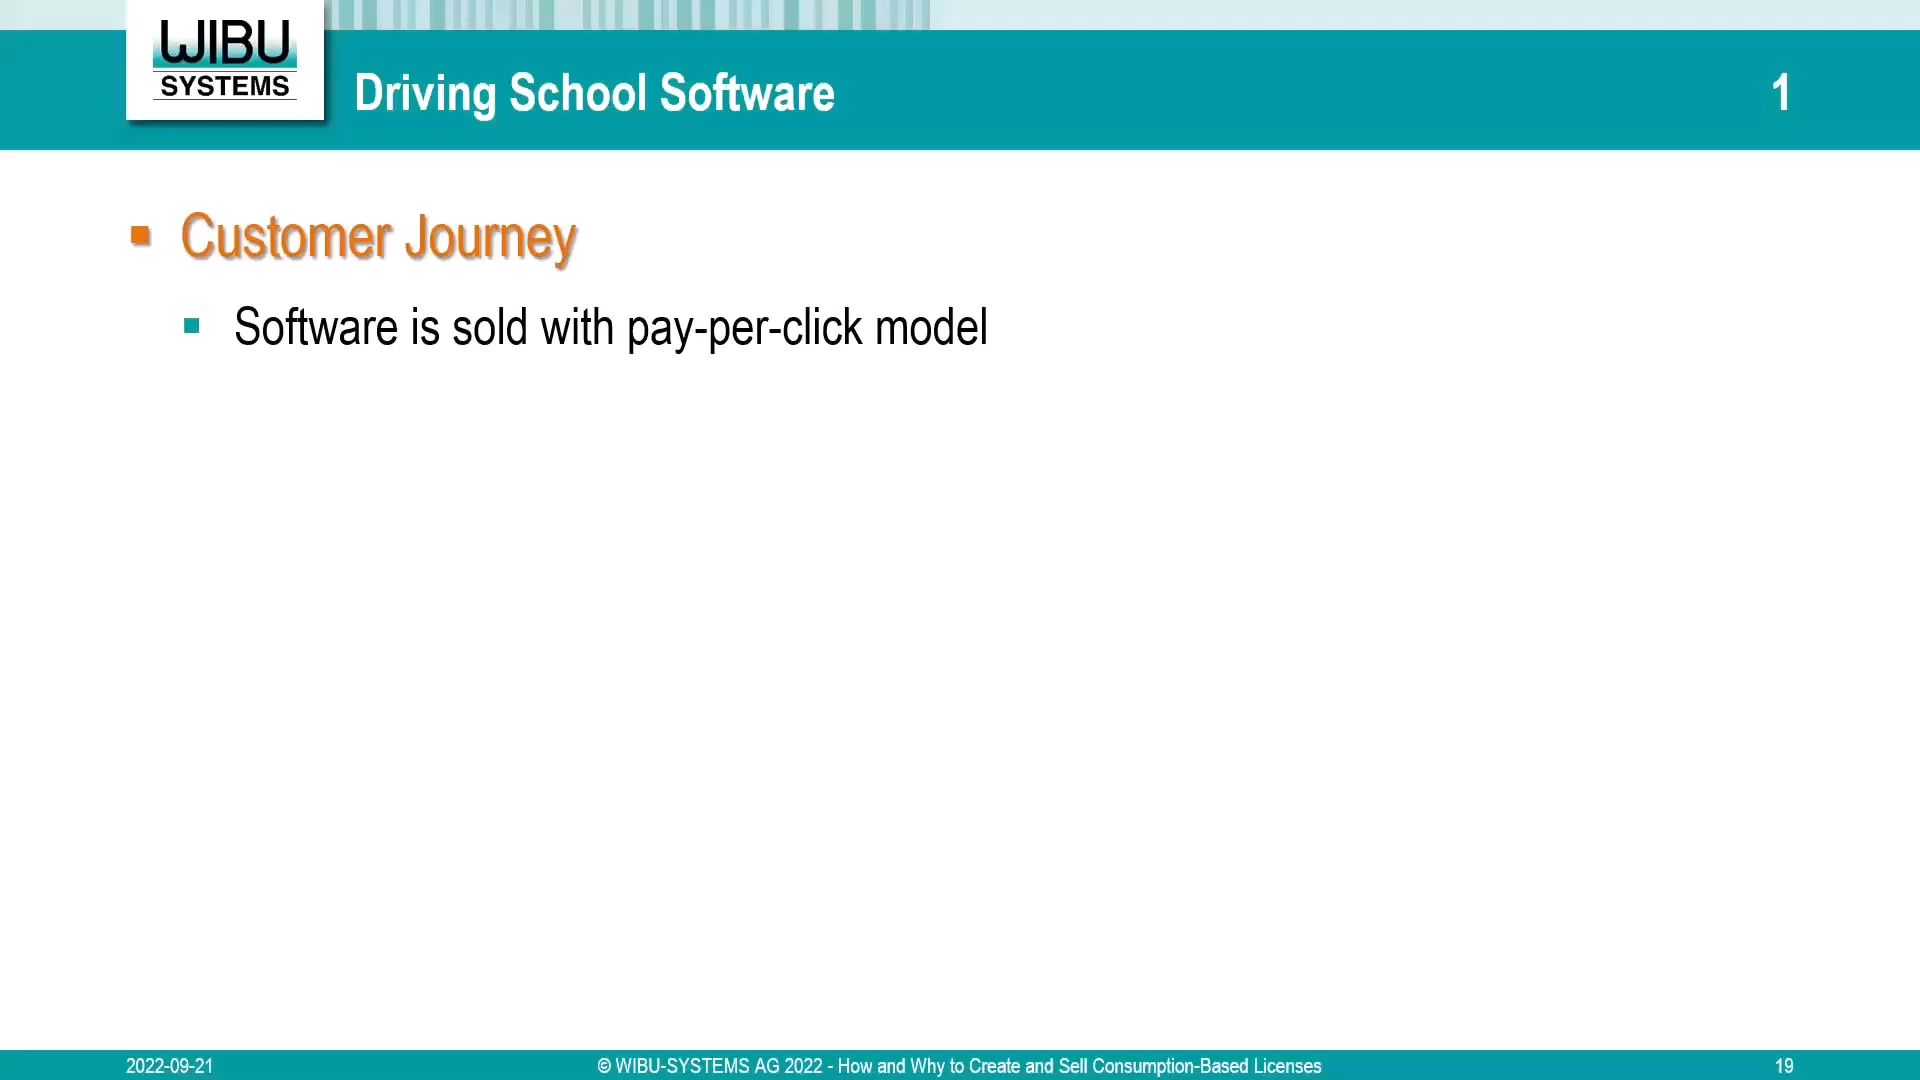 WIBU
SYSTEMS
Driving School Software
1
Customer Journey
Software is sold with pay-per-click model
2022-09-21
© WIBU-SYSTEMS AG 2022 - How and Why to Create and Sell Consumption-Based Licenses
19